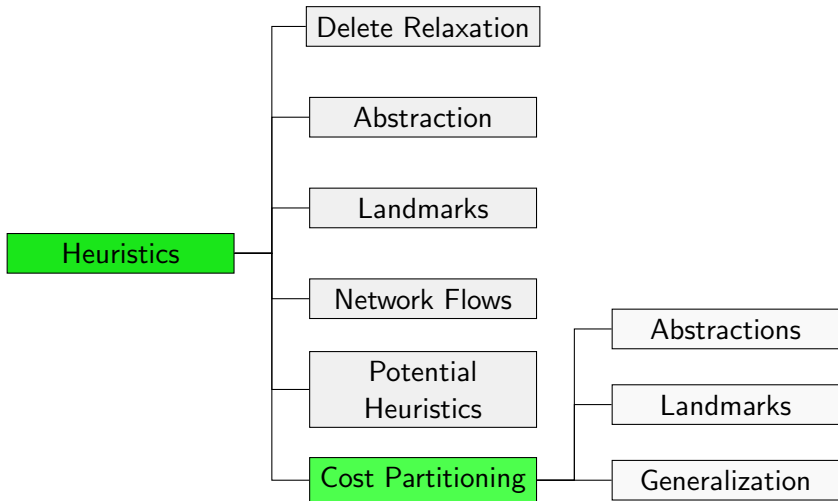 Delete Relaxation
Abstraction
Landmarks
Heuristics
Network Flows
Abstractions
Potential
Heuristics
Landmarks
Cost Partitioning
Generalization